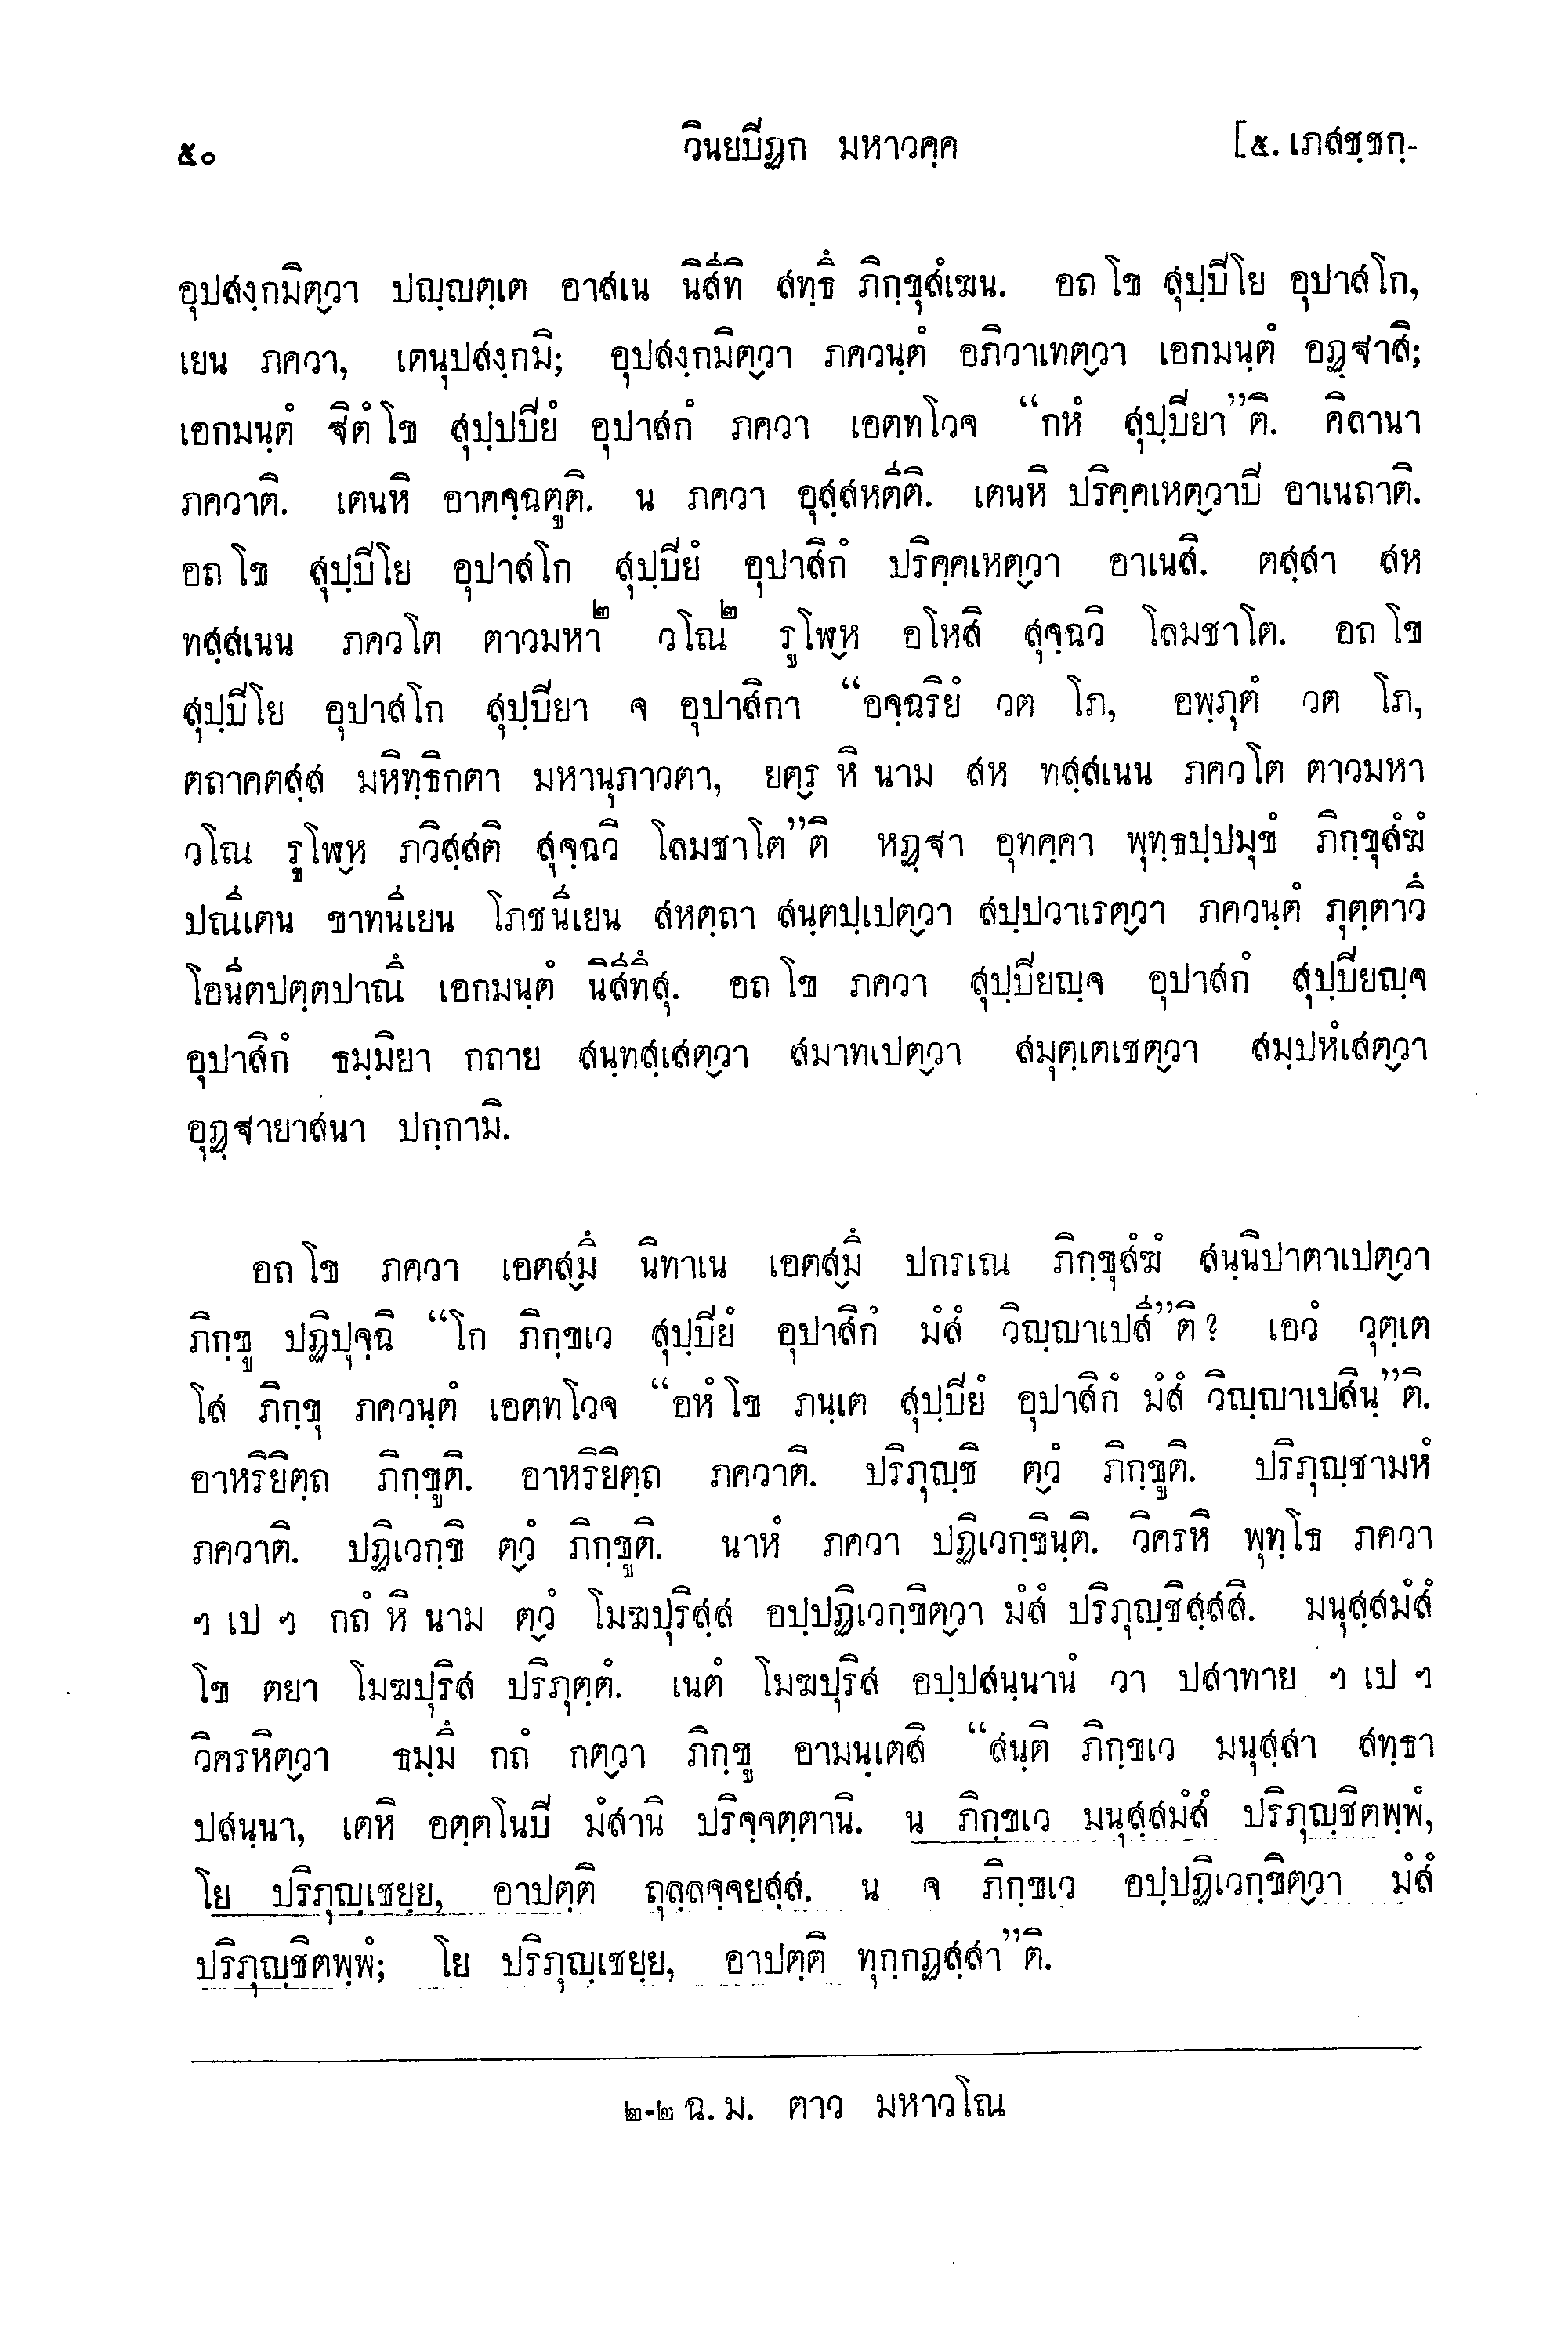 ๕๐ วินยปิฏก มหาวคฺค [๕. เภสชฺชกฺ-
อุปสงฺกมิตฺวา ปญฺญตฺเต อาสเน นิสีทิ สทฺธึ ภิกฺขุสํเฆน. อถ โข สุปฺปิโย อุปาสโก,
เยน ภควา, เตนุปสงฺกมิ; อุปสงฺกมิตฺวา ภควนฺตํ อภิวาเทตฺวา เอกมนฺตํ อฏฺฐาสิ;
เอกมนฺตํ ฐิตํ โข สุปฺปปิยํ อุปาสกํ ภควา เอตทโวจ “กหํ สุปฺปิยา”ติ. คิลานา
ภควาติ. เตนหิ อาคจฺฉตูติ. น ภควา อุสฺสหตีติ. เตนหิ ปริคฺคเหตฺวาปิ อาเนถาติ.
อถ โข สุปฺปิโย อุปาสโก สุปฺปิยํ อุปาสิกํ ปริคฺคเหตฺวา อาเนสิ. ตสฺสา สห
ทสฺสเนน ภควโต ตาวมหา๒ วโณ๒ รูโฬฺห อโหสิ สุจฺฉวิ โลมชาโต. อถ โข
สุปฺปิโย อุปาสโก สุปฺปิยา จ อุปาสิกา “อจฺฉริยํ วต โภ, อพฺภุตํ วต โภ,
ตถาคตสฺส มหิทฺธิกตา มหานุภาวตา, ยตฺร หิ นาม สห ทสฺสเนน ภควโต ตาวมหา
วโณ รูโฬฺห ภวิสฺสติ สุจฺฉวิ โลมชาโต”ติ หฏฺฐา อุทคฺคา พุทฺธปฺปมุขํ ภิกฺขุสํฆํ
ปณีเตน ขาทนีเยน โภชนีเยน สหตฺถา สนฺตปฺเปตฺวา สปฺปวาเรตฺวา ภควนฺตํ ภุตฺตาวึ
โอนีตปตฺตปาณึ เอกมนฺตํ นิสีทึสุ. อถ โข ภควา สุปฺปิยญฺจ อุปาสกํ สุปฺปิยญฺจ
อุปาสิกํ ธมฺมิยา กถาย สนฺทสฺเสตฺวา สมาทเปตฺวา สมุตฺเตเชตฺวา สมฺปหํเสตฺวา
อุฏฺฐายาสนา ปกฺกามิ.
อถ โข ภควา เอตสฺมึ นิทาเน เอตสฺมึ ปกรเณ ภิกฺขุสํฆํ สนฺนิปาตาเปตฺวา
ภิกฺขู ปฏิปุจฺฉิ “โก ภิกฺขเว สุปฺปิยํ อุปาสิกํ มํสํ วิญฺญาเปสี”ติ? เอวํ วุตฺเต
โส ภิกฺขุ ภควนฺตํ เอตทโวจ “อหํ โข ภนฺเต สุปฺปิยํ อุปาสิกํ มํสํ วิญฺญาเปสินฺ”ติ.
อาหริยิตฺถ ภิกฺขูติ. อาหริยิตฺถ ภควาติ. ปริภุญฺชิ ตฺวํ ภิกฺขูติ. ปริภุญฺชามหํ
ภควาติ. ปฏิเวกฺขิ ตฺวํ ภิกฺขูติ. นาหํ ภควา ปฏิเวกฺขินฺติ. วิครหิ พุทฺโธ ภควา
ฯ เป ฯ กถํ หิ นาม ตฺวํ โมฆปุริสฺส อปฺปฏิเวกฺขิตฺวา มํสํ ปริภุญฺชิสฺสสิ. มนุสฺสมํสํ
โข ตยา โมฆปุริส ปริภุตฺตํ. เนตํ โมฆปุริส อปฺปสนฺนานํ วา ปสาทาย ฯ เป ฯ
วิครหิตฺวา ธมฺมึ กถํ กตฺวา ภิกฺขู อามนฺเตสิ “สนฺติ ภิกฺขเว มนุสฺสา สทฺธา
ปสนฺนา, เตหิ อตฺตโนปิ มํสานิ ปริจฺจตฺตานิ. น ภิกฺขเว มนุสฺสมํสํ ปริภุญฺชิตพฺพํ,
โย ปริภุญฺเชยฺย, อาปตฺติ ถุลฺลจฺจยสฺส. น จ ภิกฺขเว อปฺปฏิเวกฺขิตฺวา มํสํ
ปริภุญฺชิตพฺพํ; โย ปริภุญฺเชยฺย, อาปตฺติ ทุกฺกฏสฺสา”ติ.
๒-๒ ฉ. ม. ตาว มหาวโณ